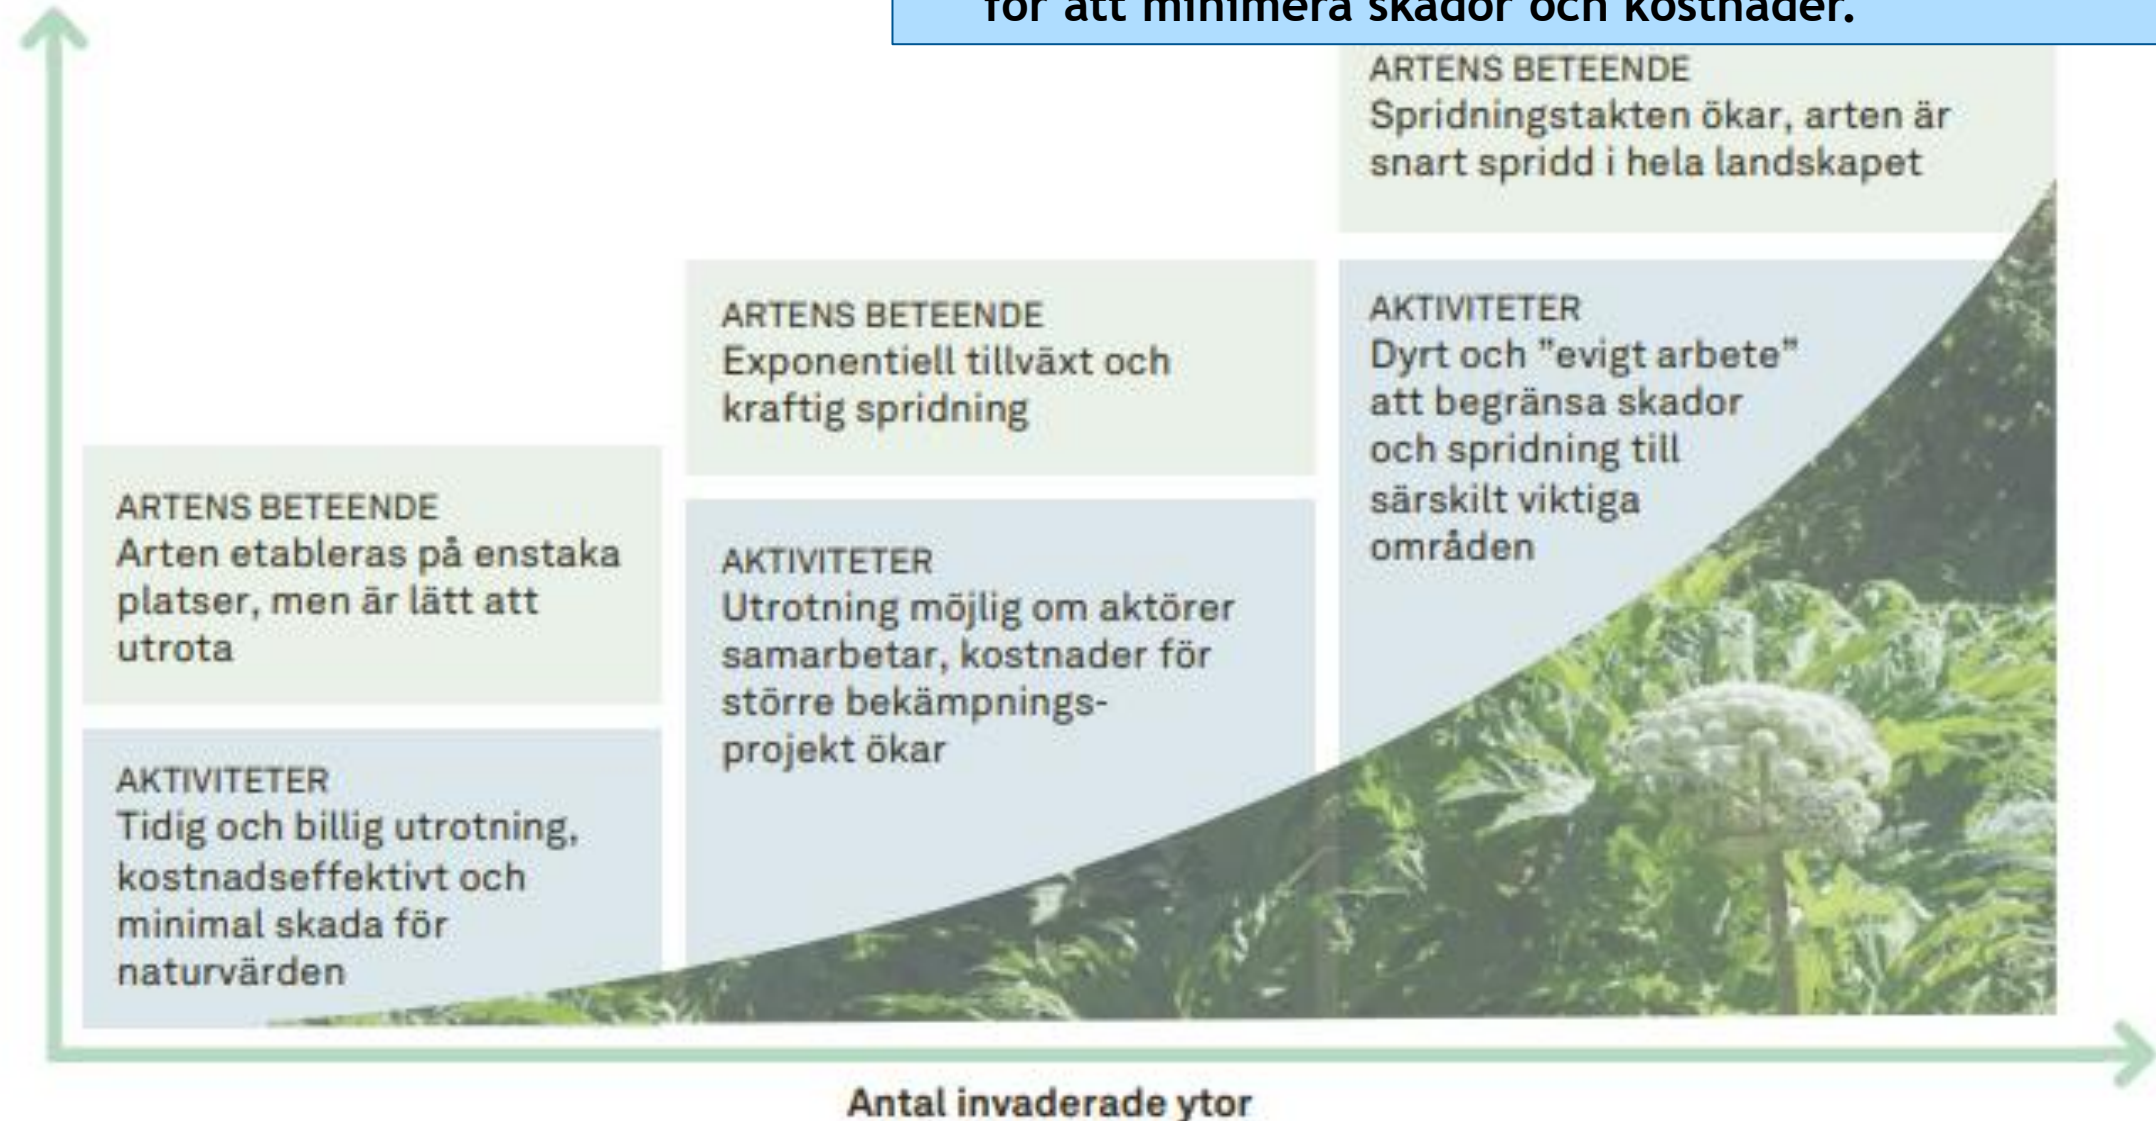 för att minimera skador och kostnader.
ARTENS BETEENDE
Spridningstakten ökar, arten är
snart spridd i hela landskapet
ARTENS BETEENDE
Exponentiell tillväxt och
kraftig spridning
AKTIVITETER
Dyrt och ”evigt arbete”
att begränsa skador
och spridning till
särskilt viktiga
områden
ARTENS BETEENDE
Arten etableras på enstaka
platser, men är lätt att
utrota
AKTIVITETER
Utrotning möjlig om aktörer
samarbetar, kostnader för
större bekämpnings-
projekt ökar
AKTIVITETER
Tidig och billig utrotning,
kostnadseffektivt och
minimal skada för
naturvärden
Antal invaderade ytor